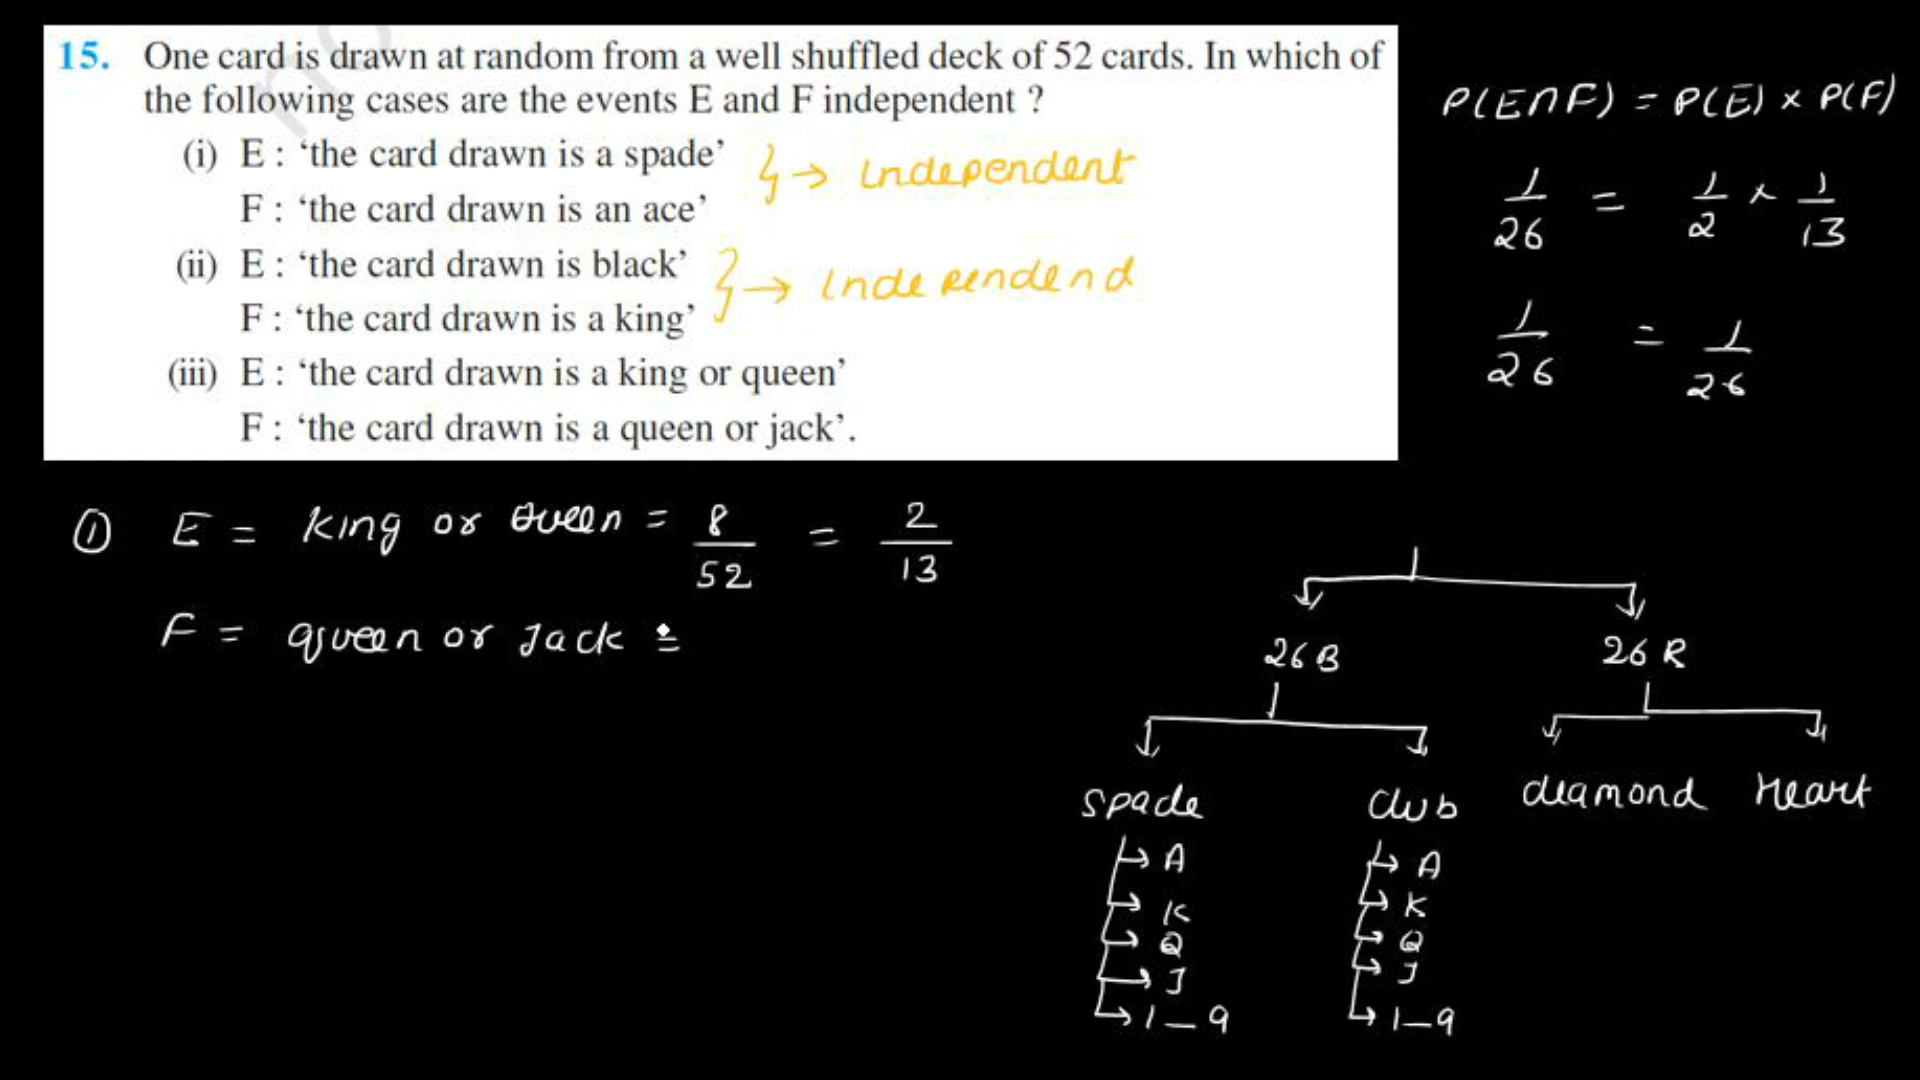 15. One card is drawn at random from a well shuffled deck of 52 cards. In which of
the following cases are the events E and F independent ?
(i) E : ‘the card drawn is a spade’
F : ‘the card drawn is an ace’
→ Independent
(ii) E : ‘the card drawn is black’
F : ‘the card drawn is a king’
→ Independend
(iii) E : ‘the card drawn is a king or queen’
F : ‘the card drawn is a queen or jack’.
P(E∩F) = P(E) × P(F)
1/26 = 1/2 × 1/13
1/26 = 1/26
① E = King or Queen = 8/52 = 2/13
F = queen or Jack =
26 B 26 R
Spade Club diamond Heart
A A
K K
Q Q
J J
1-9 1-9